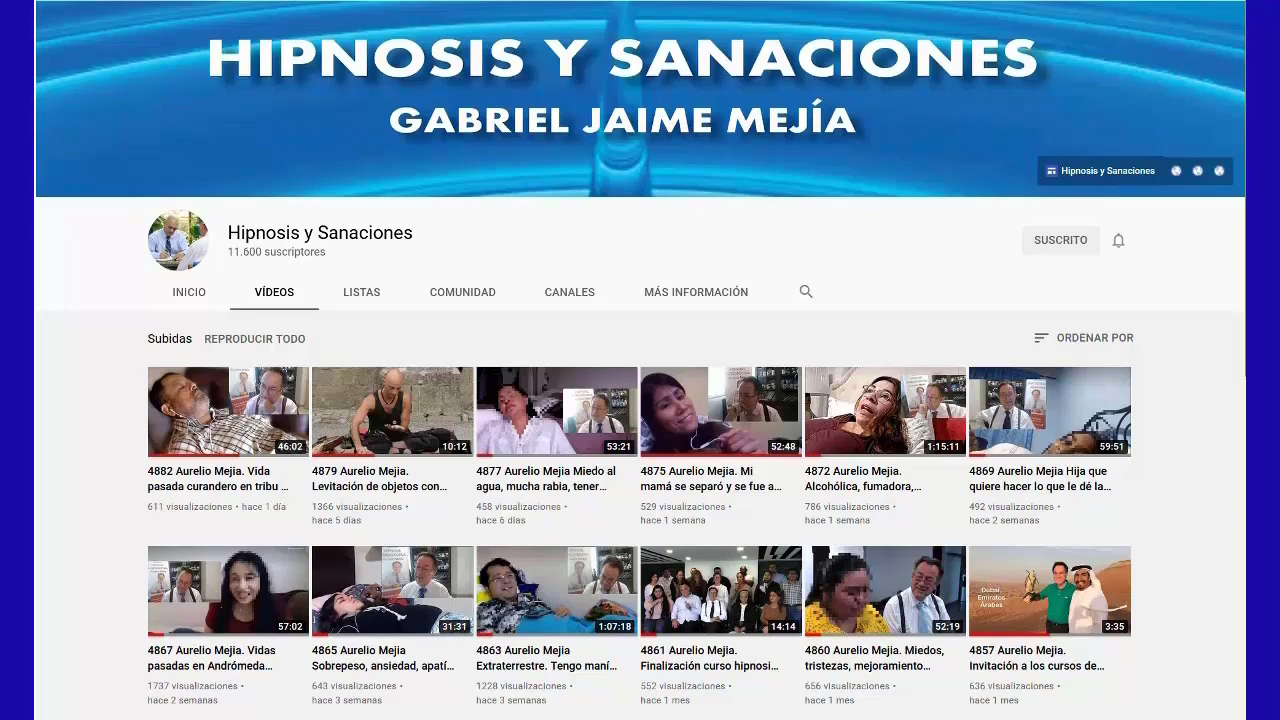 HIPNOSIS Y SANACIONES
GABRIEL JAIME MEJÍA
Hipnosis y Sanaciones
Hipnosis y Sanaciones
11.600 suscriptores
SUSCRITO
INICIO VÍDEOS LISTAS COMUNIDAD CANALES MÁS INFORMACIÓN
Subidas REPRODUCIR TODO ORDENAR POR
46:02 10:12 53:21 52:48 1:15:11 59:51
4882 Aurelio Mejia. Vida
pasada curandero en tribu ...
611 visualizaciones • hace 1 día
4879 Aurelio Mejia.
Levitación de objetos con...
1366 visualizaciones •
hace 5 días
4877 Aurelio Mejia Miedo al
agua, mucha rabia, tener...
458 visualizaciones •
hace 6 días
4875 Aurelio Mejia. Mi
mamá se separó y se fue a...
529 visualizaciones •
hace 1 semana
4872 Aurelio Mejia.
Alcohólica, fumadora,...
786 visualizaciones •
hace 1 semana
4869 Aurelio Mejia Hija que
quiere hacer lo que le dé la...
492 visualizaciones •
hace 2 semanas
Dubai,
Emiratos
Arabes
57:02 31:31 1:07:18 14:14 52:19 3:35
4867 Aurelio Mejia. Vidas
pasadas en Andrómeda...
1737 visualizaciones •
hace 2 semanas
4865 Aurelio Mejia
Sobrepeso, ansiedad, apatí...
643 visualizaciones •
hace 3 semanas
4863 Aurelio Mejia
Extraterrestre. Tengo maní...
1228 visualizaciones •
hace 3 semanas
4861 Aurelio Mejia.
Finalización curso hipnosi...
552 visualizaciones •
hace 1 mes
4860 Aurelio Mejia. Miedos,
tristezas, mejoramiento...
656 visualizaciones •
hace 1 mes
4857 Aurelio Mejia.
Invitación a los cursos de...
636 visualizaciones •
hace 1 mes